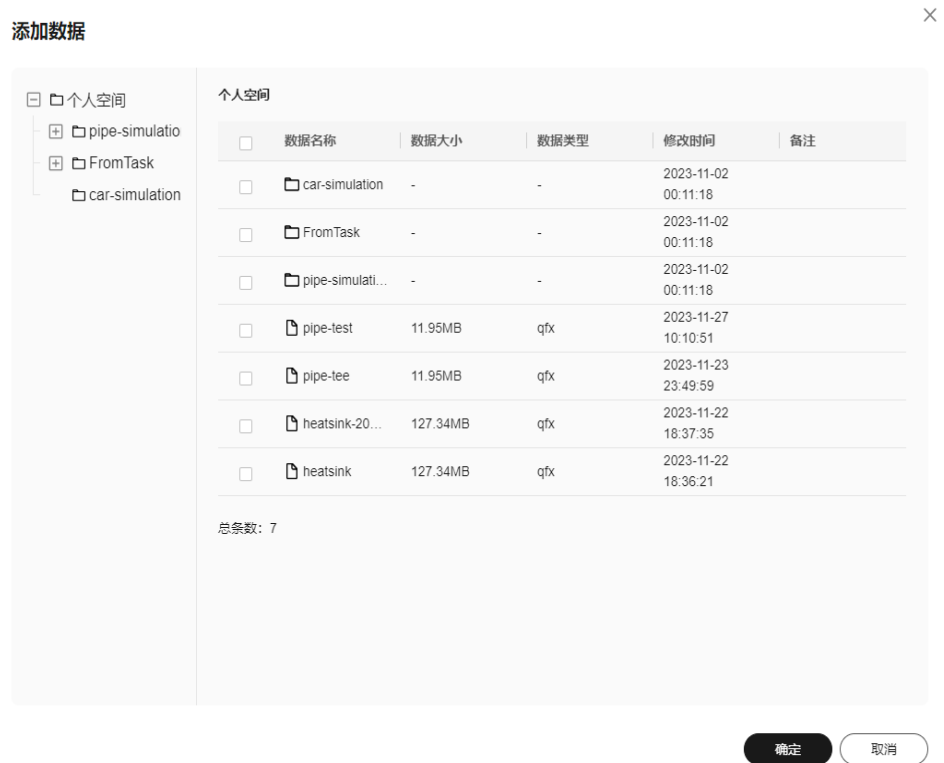 添加数据
个人空间
pipe-simulatio
FromTask
car-simulation
个人空间
数据名称 数据大小 数据类型 修改时间 备注
car-simulation - - 2023-11-02
00:11:18
FromTask - - 2023-11-02
00:11:18
pipe-simulati... - - 2023-11-02
00:11:18
pipe-test 11.95MB qfx 2023-11-27
10:10:51
pipe-tee 11.95MB qfx 2023-11-23
23:49:59
heatsink-20... 127.34MB qfx 2023-11-22
18:37:35
heatsink 127.34MB qfx 2023-11-22
18:36:21
总条数：7
确定 取消